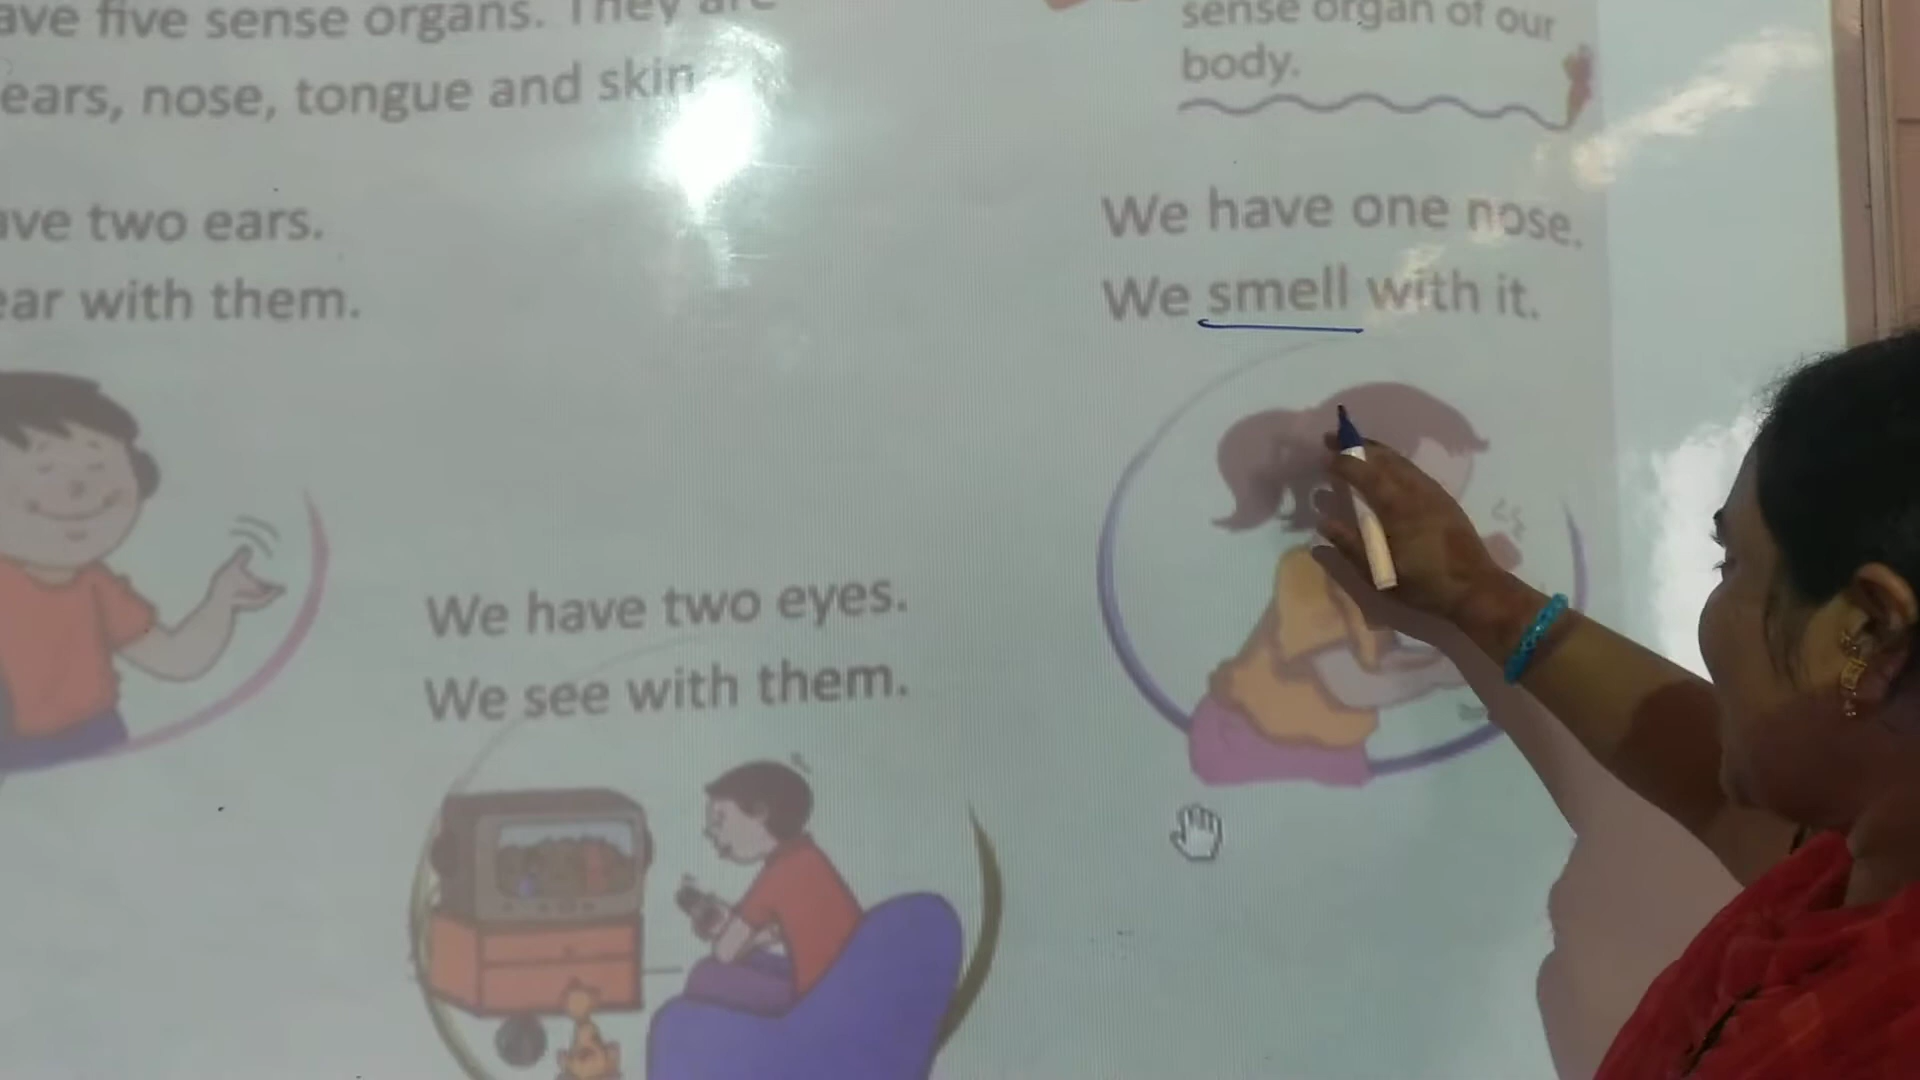 ave five sense organs. They are
ears, nose, tongue and skin
ave two ears.
ear with them.
We have two eyes.
We see with them.
sense organ of our
body.
We have one nose.
We smell with it.